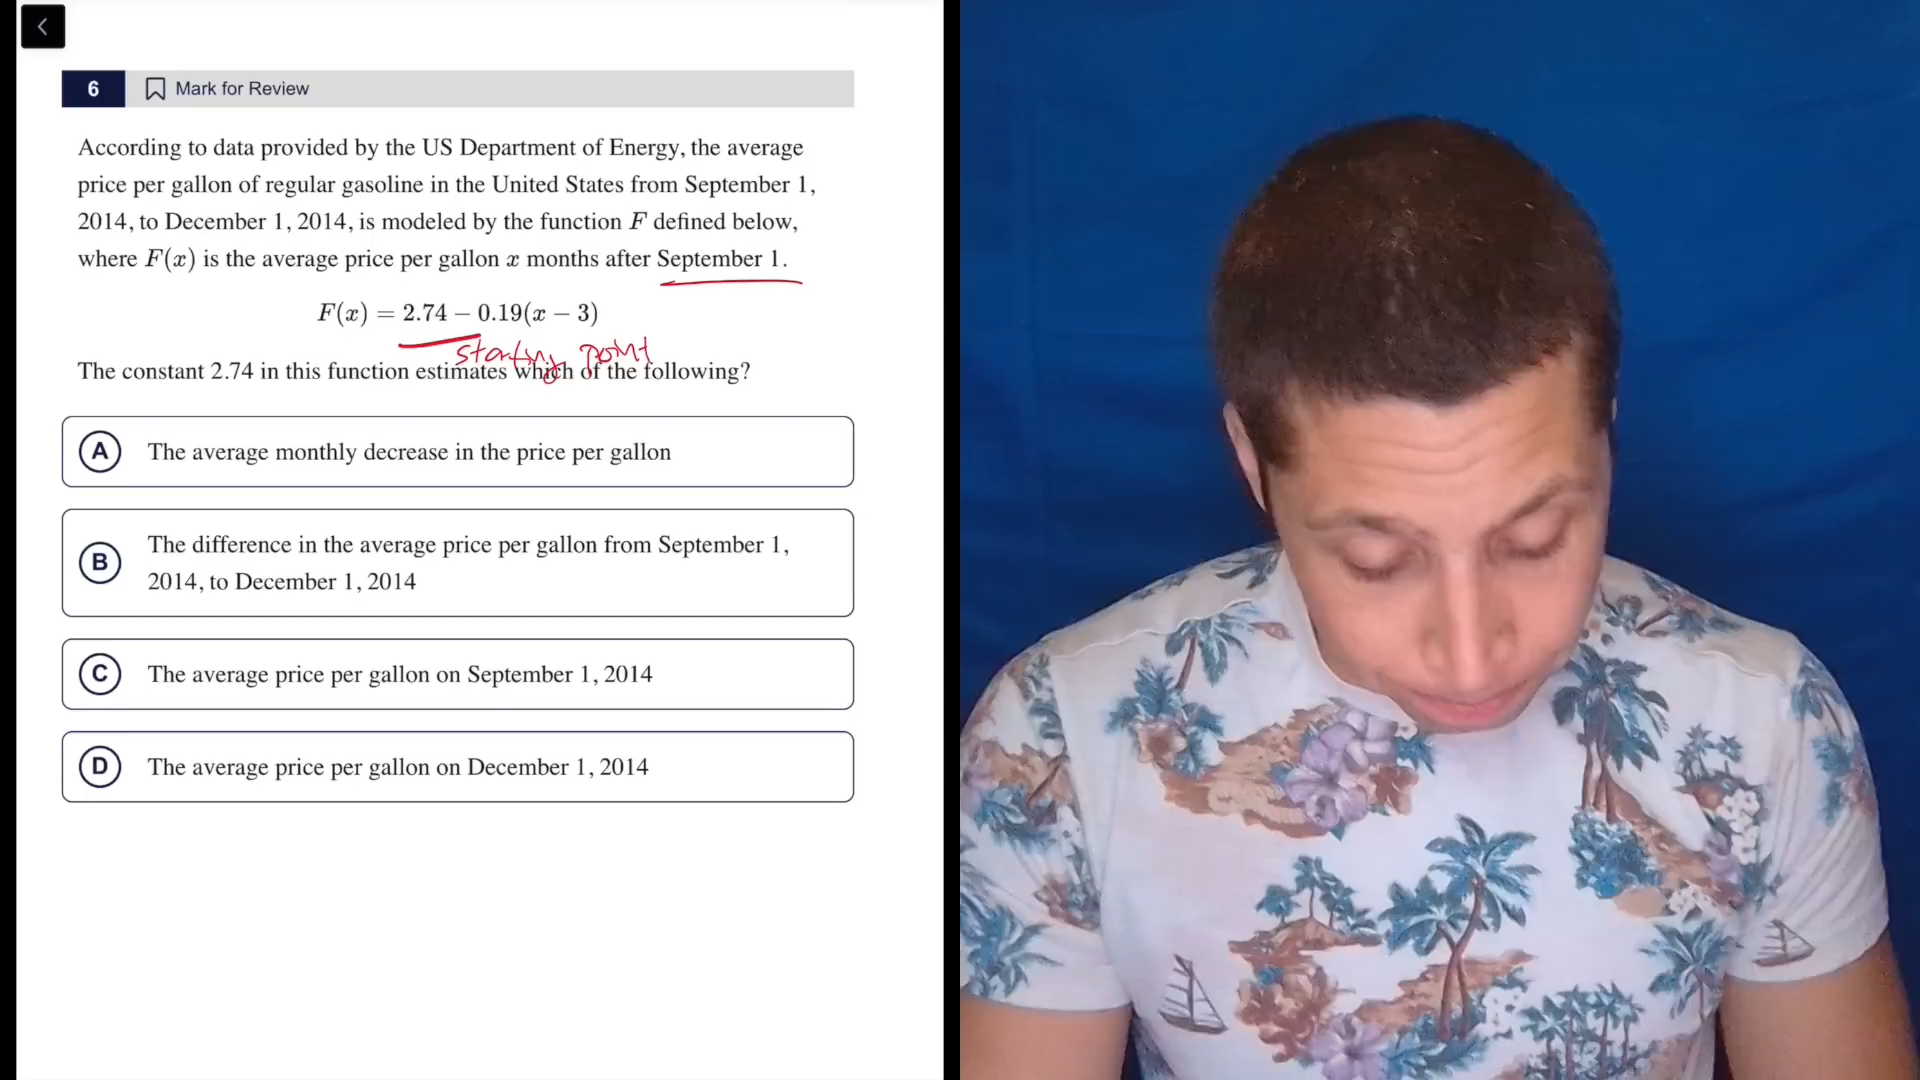 6 Mark for Review
According to data provided by the US Department of Energy, the average
price per gallon of regular gasoline in the United States from September 1,
2014, to December 1, 2014, is modeled by the function F defined below,
where F(x) is the average price per gallon x months after September 1.
F(x) = 2.74 − 0.19(x − 3)
starting point
The constant 2.74 in this function estimates which of the following?
A The average monthly decrease in the price per gallon
B The difference in the average price per gallon from September 1,
2014, to December 1, 2014
C The average price per gallon on September 1, 2014
D The average price per gallon on December 1, 2014